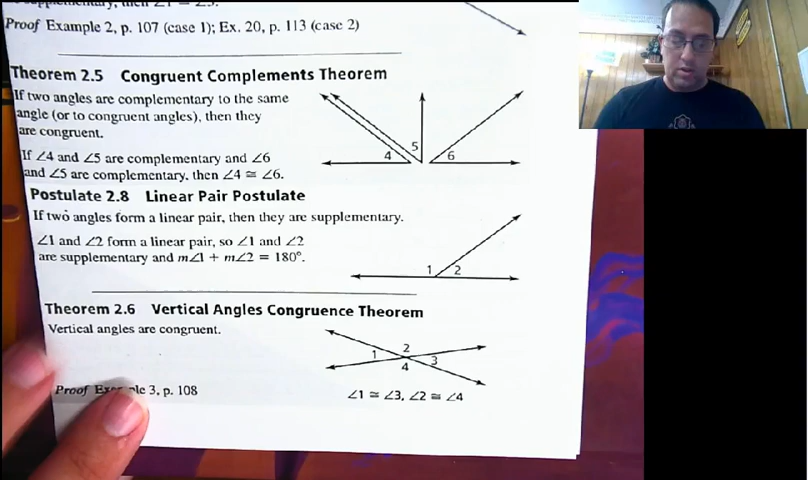 Proof Example 2, p. 107 (case 1); Ex. 20, p. 113 (case 2)
Theorem 2.5 Congruent Complements Theorem
If two angles are complementary to the same
angle (or to congruent angles), then they
are congruent.
If ∠4 and ∠5 are complementary and ∠6
and ∠5 are complementary, then ∠4 ≅ ∠6.
4 5 6
Postulate 2.8 Linear Pair Postulate
If two angles form a linear pair, then they are supplementary.
∠1 and ∠2 form a linear pair, so ∠1 and ∠2
are supplementary and m∠1 + m∠2 = 180°.
1 2
Theorem 2.6 Vertical Angles Congruence Theorem
Vertical angles are congruent.
1 2 3 4
Proof 3, p. 108
∠1 ≅ ∠3, ∠2 ≅ ∠4